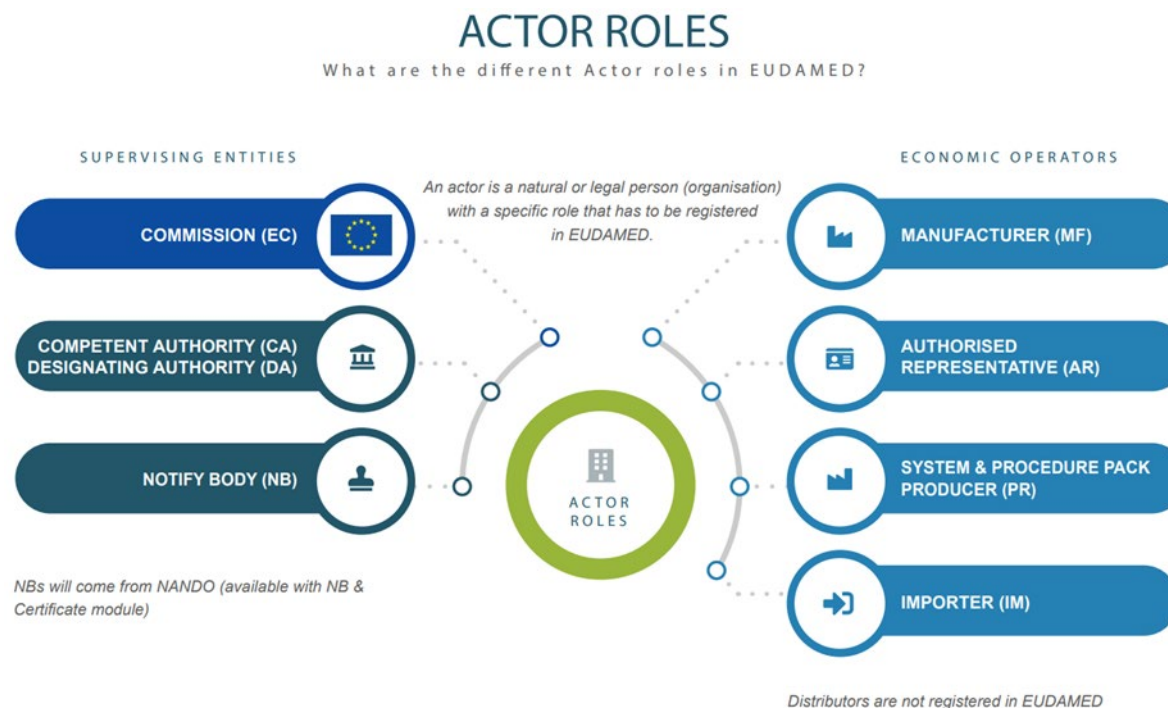 ACTOR ROLES
What are the different Actor roles in EUDAMED?
SUPERVISING ENTITIES
COMMISSION (EC)
COMPETENT AUTHORITY (CA)
DESIGNATING AUTHORITY (DA)
NOTIFY BODY (NB)
NBs will come from NANDO (available with NB &
Certificate module)
An actor is a natural or legal person (organisation)
with a specific role that has to be registered
in EUDAMED.
ACTOR
ROLES
ECONOMIC OPERATORS
MANUFACTURER (MF)
AUTHORISED
REPRESENTATIVE (AR)
SYSTEM & PROCEDURE PACK
PRODUCER (PR)
IMPORTER (IM)
Distributors are not registered in EUDAMED